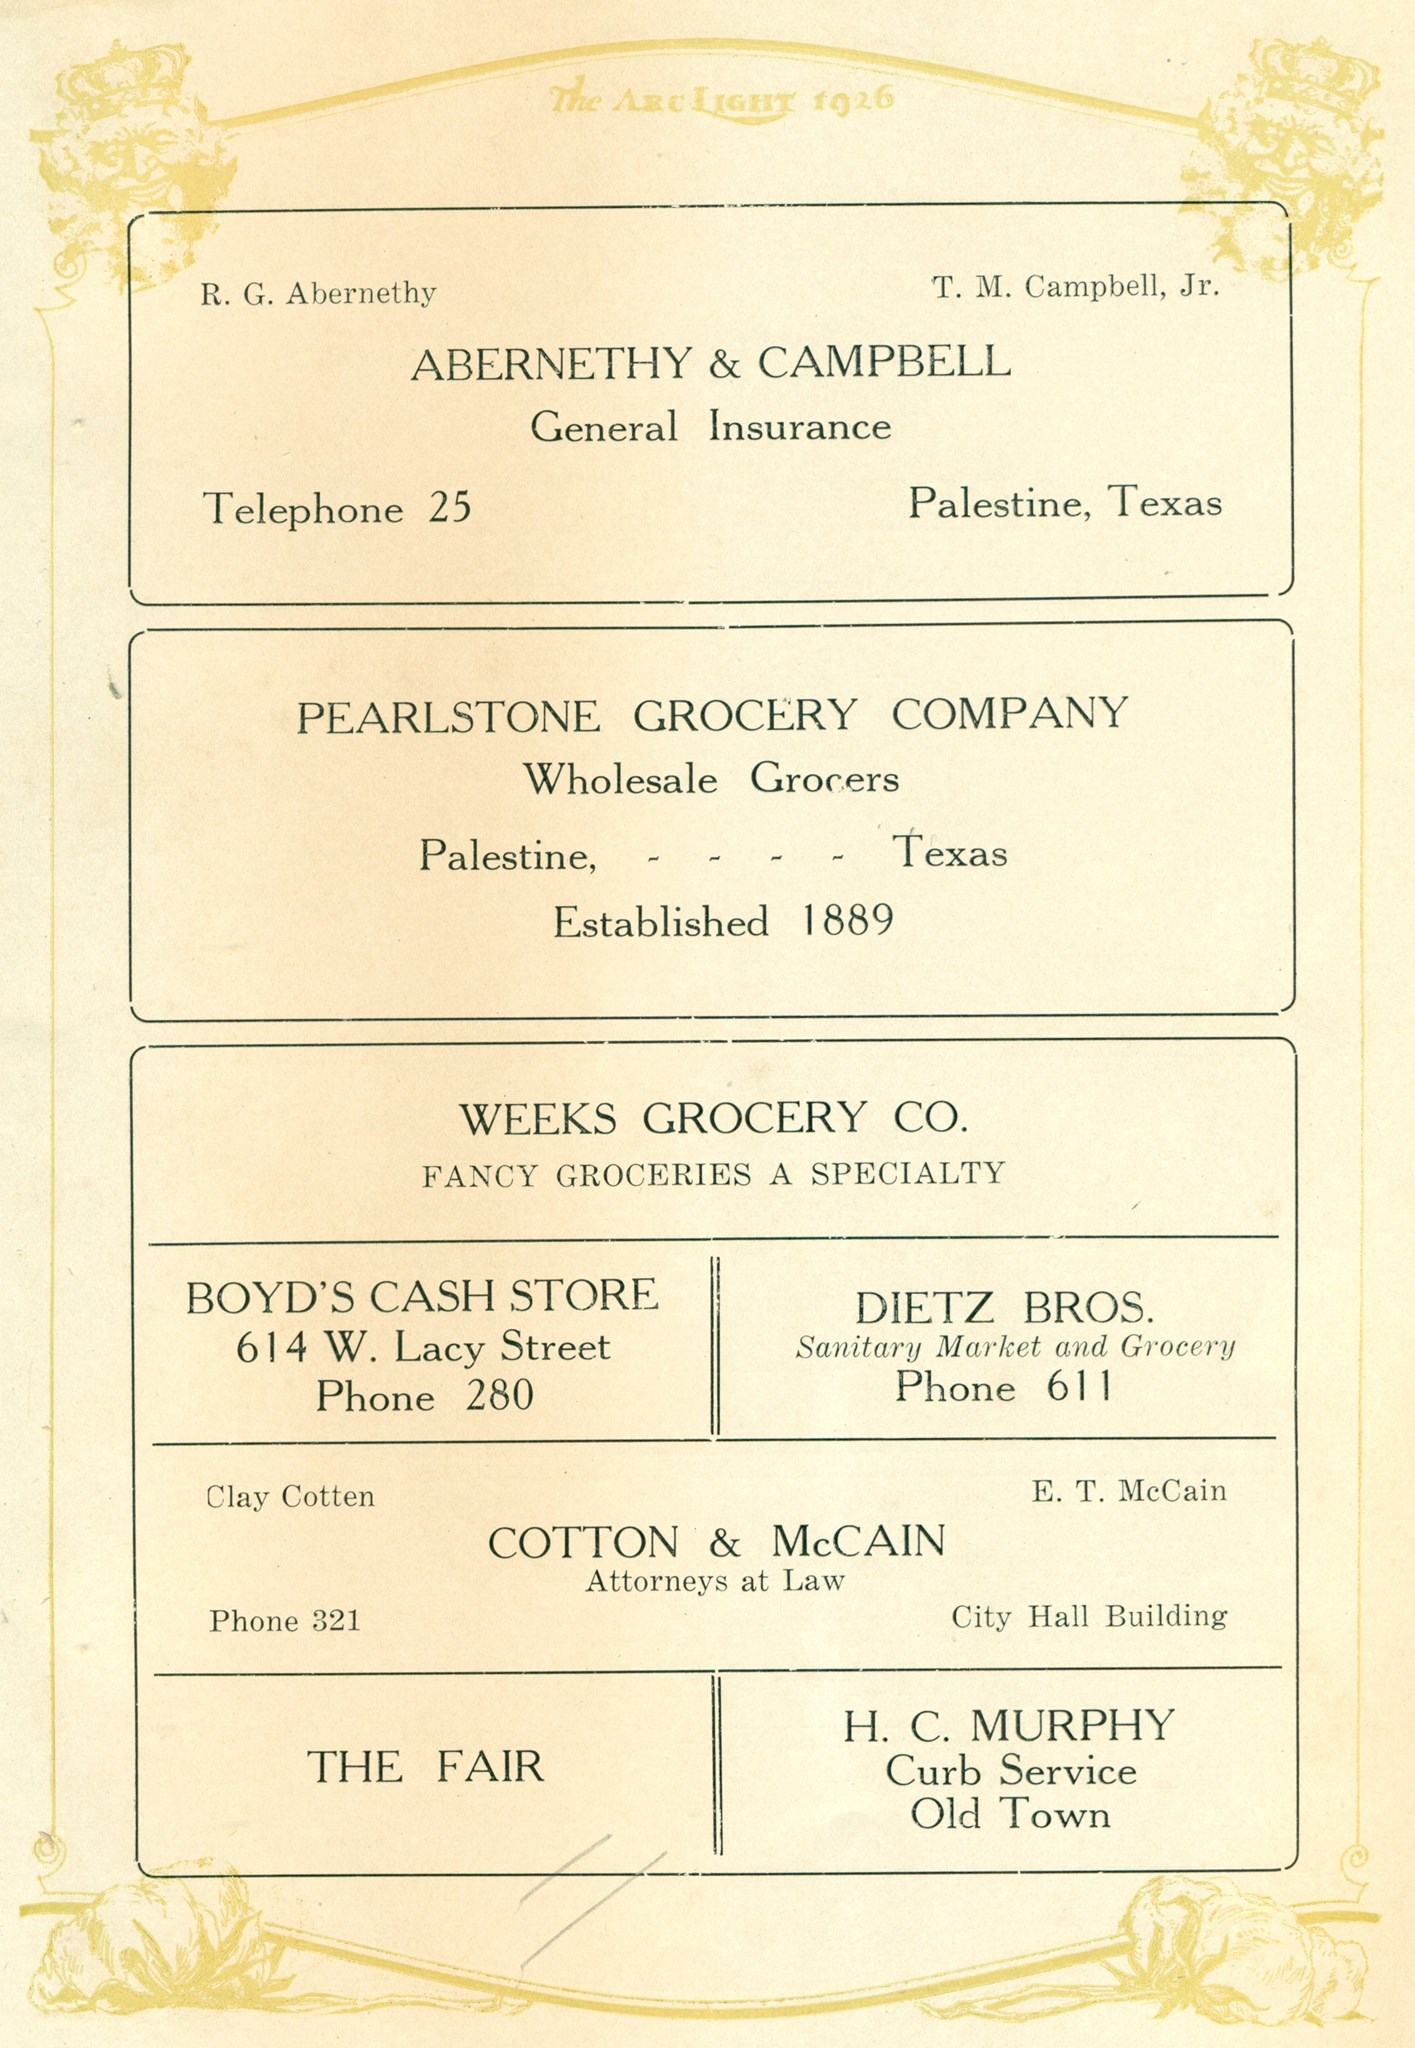 The ARC LIGHT 1926
R. G. Abernethy T. M. Campbell, Jr.
ABERNETHY & CAMPBELL
General Insurance
Telephone 25 Palestine, Texas
PEARLSTONE GROCERY COMPANY
Wholesale Grocers
Palestine, - - - - Texas
Established 1889
WEEKS GROCERY CO.
FANCY GROCERIES A SPECIALTY
BOYD'S CASH STORE
614 W. Lacy Street
Phone 280
DIETZ BROS.
Sanitary Market and Grocery
Phone 611
Clay Cotten E. T. McCain
COTTON & McCAIN
Attorneys at Law
Phone 321 City Hall Building
THE FAIR
H. C. MURPHY
Curb Service
Old Town